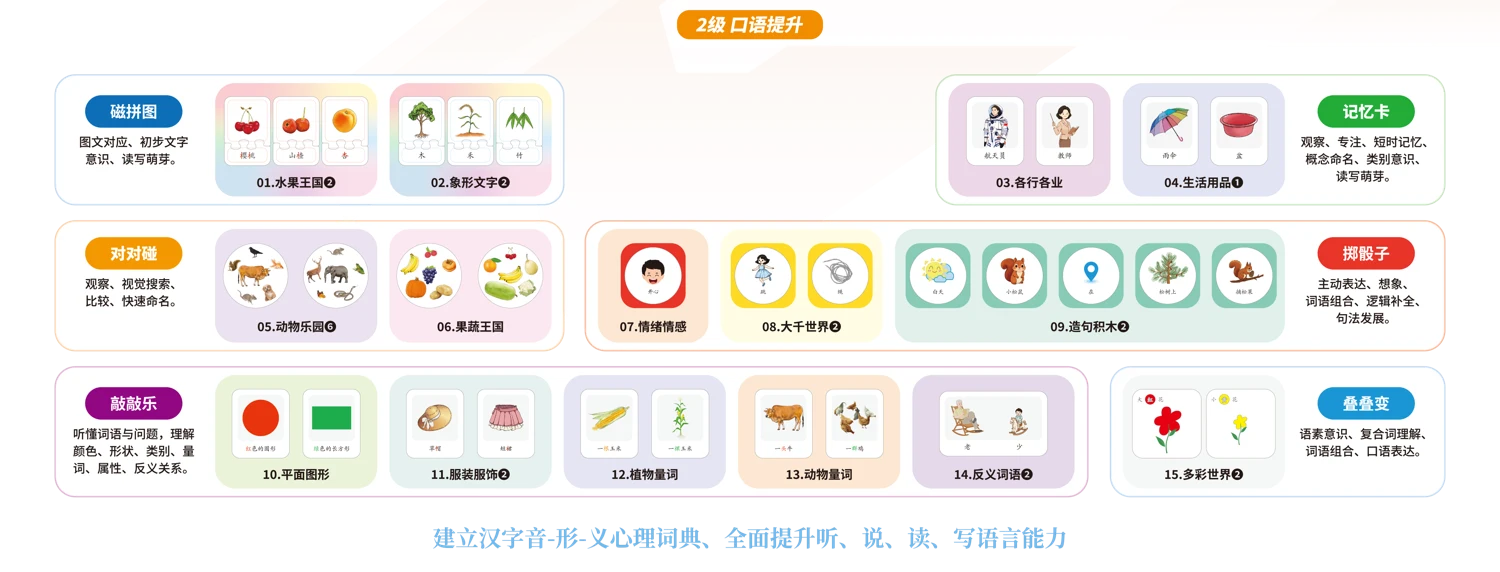 2级 口语提升
磁拼图
图文对应、初步文字
意识、读写萌芽。
樱桃
山楂
杏
01.水果王国❷
木
禾
竹
02.象形文字❷
航天员
教师
03.各行各业
雨伞
盆
04.生活用品❶
记忆卡
观察、专注、短时记忆、
概念命名、类别意识、
读写萌芽。
对对碰
观察、视觉搜索、
比较、快速命名。
05.动物乐园❻
06.果蔬王国
开心
07.情绪情感
跳
绳
08.大千世界❷
白天
小松鼠
在
松树上
摘松果
09.造句积木❷
掷骰子
主动表达、想象、
词语组合、逻辑补全、
句法发展。
敲敲乐
听懂词语与问题，理解
颜色、形状、类别、量
词、属性、反义关系。
红色的圆形
绿色的长方形
10.平面图形
草帽
短裙
11.服装服饰❷
一根玉米
一棵玉米
12.植物量词
一头牛
一群鸡
13.动物量词
老
少
14.反义词语❷
大 红 花
小 黄 花
15.多彩世界❷
叠叠变
语素意识、复合词理解、
词语组合、口语表达。
建立汉字音-形-义心理词典、全面提升听、说、读、写语言能力